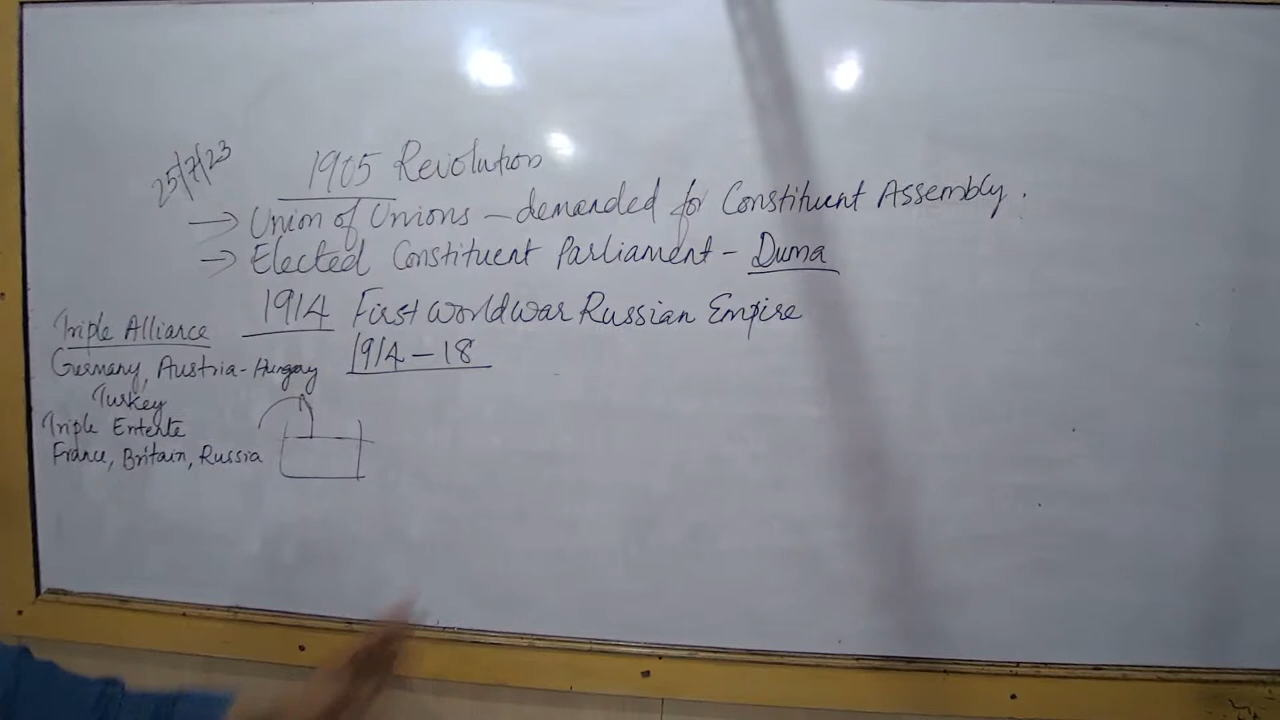 25/7/23
1905 Revolution
→ Union of Unions – demanded for Constituent Assembly.
→ Elected Constituent Parliament – Duma
1914 First World War Russian Empire
1914 – 18
Triple Alliance
Germany, Austria-Hungary
Turkey
Triple Entente
France, Britain, Russia